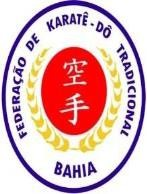 FEDERAÇÃO DE KARATÊ-DÔ TRADICIONAL
空手
BAHIA